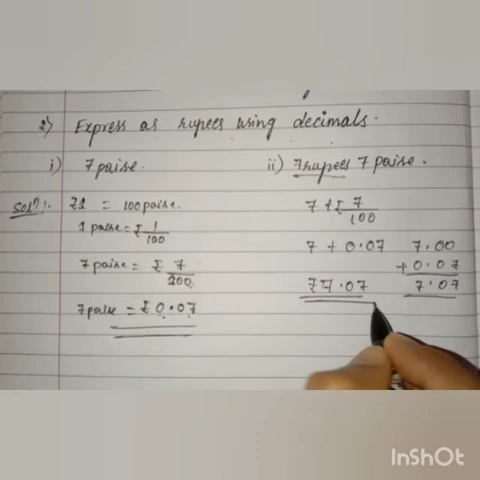 2) Express as rupees using decimals.
i) 7 paise.
Solⁿ:- ₹1 = 100 paise.
1 paise = ₹ 1/100
7 paise = ₹ 7/100
7 paise = ₹ 0.07
ii) 7 rupees 7 paise.
7 + ₹ 7/100
7 + 0.07
₹7.07
7.00
+ 0.07
7.07
InShOt